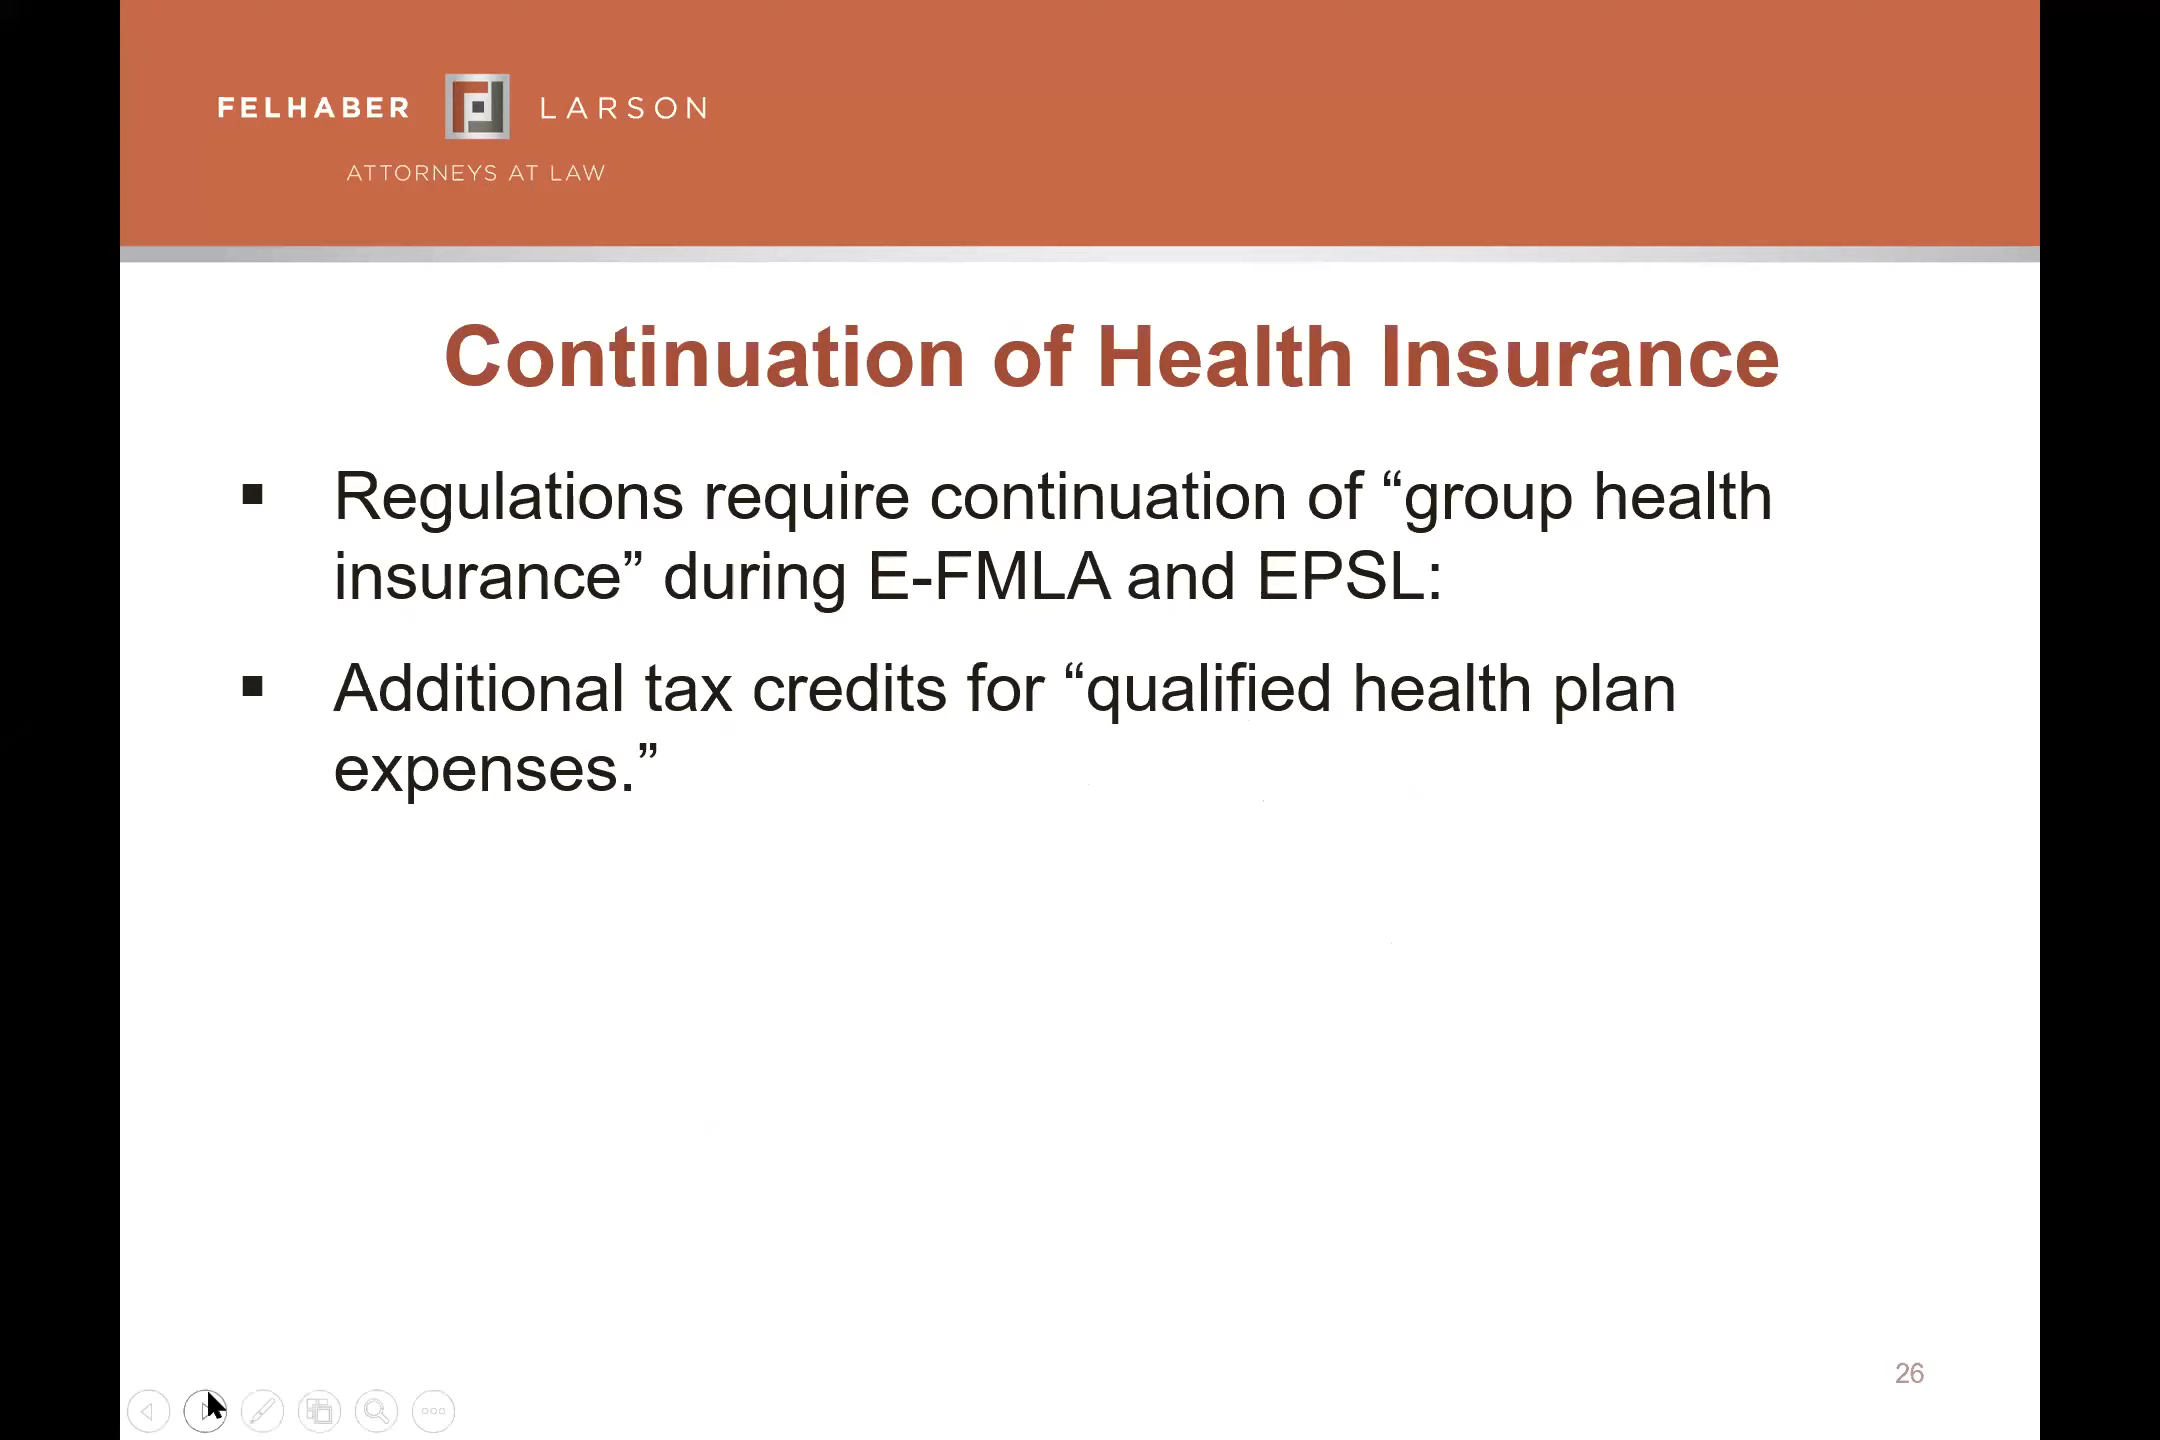 FELHABER LARSON
ATTORNEYS AT LAW
Continuation of Health Insurance
▪ Regulations require continuation of “group health
insurance” during E-FMLA and EPSL:
▪ Additional tax credits for “qualified health plan
expenses.”
26